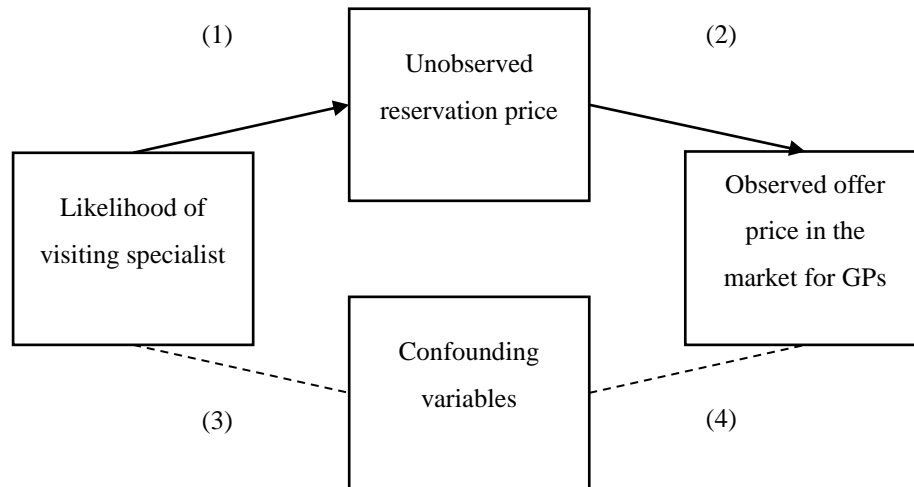 (1)
(2)
Unobserved
reservation price
Likelihood of
visiting specialist
Observed offer
price in the
market for GPs
Confounding
variables
(3)
(4)